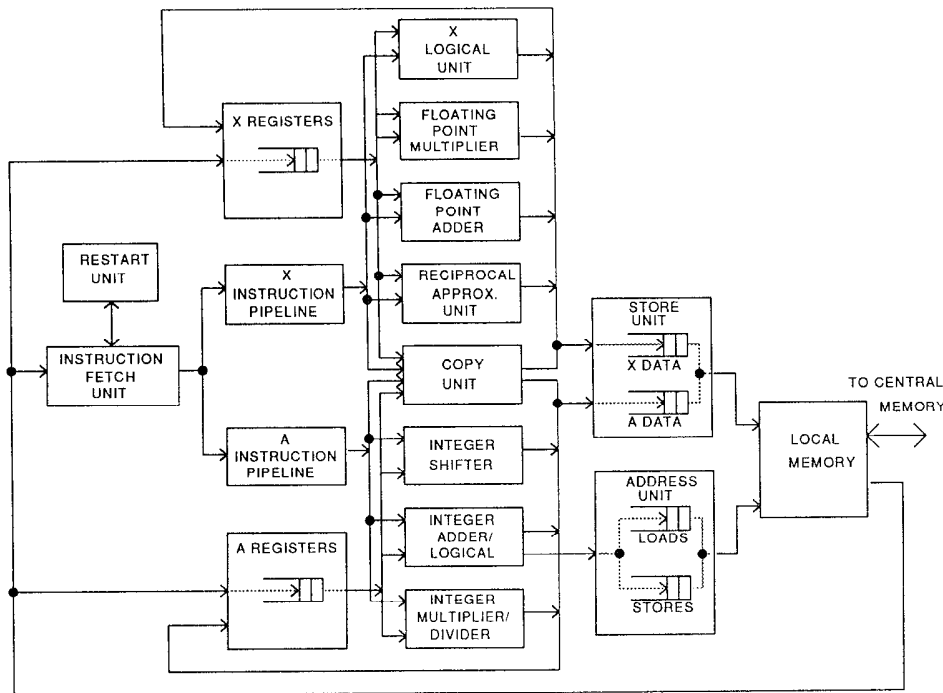 X
LOGICAL
UNIT
X REGISTERS
FLOATING
POINT
MULTIPLIER
FLOATING
POINT
ADDER
RESTART
UNIT
X
INSTRUCTION
PIPELINE
RECIPROCAL
APPROX.
UNIT
STORE
UNIT
X DATA
A DATA
INSTRUCTION
FETCH
UNIT
COPY
UNIT
TO CENTRAL
MEMORY
A
INSTRUCTION
PIPELINE
INTEGER
SHIFTER
LOCAL
MEMORY
ADDRESS
UNIT
LOADS
STORES
A REGISTERS
INTEGER
ADDER/
LOGICAL
INTEGER
MULTIPLIER/
DIVIDER